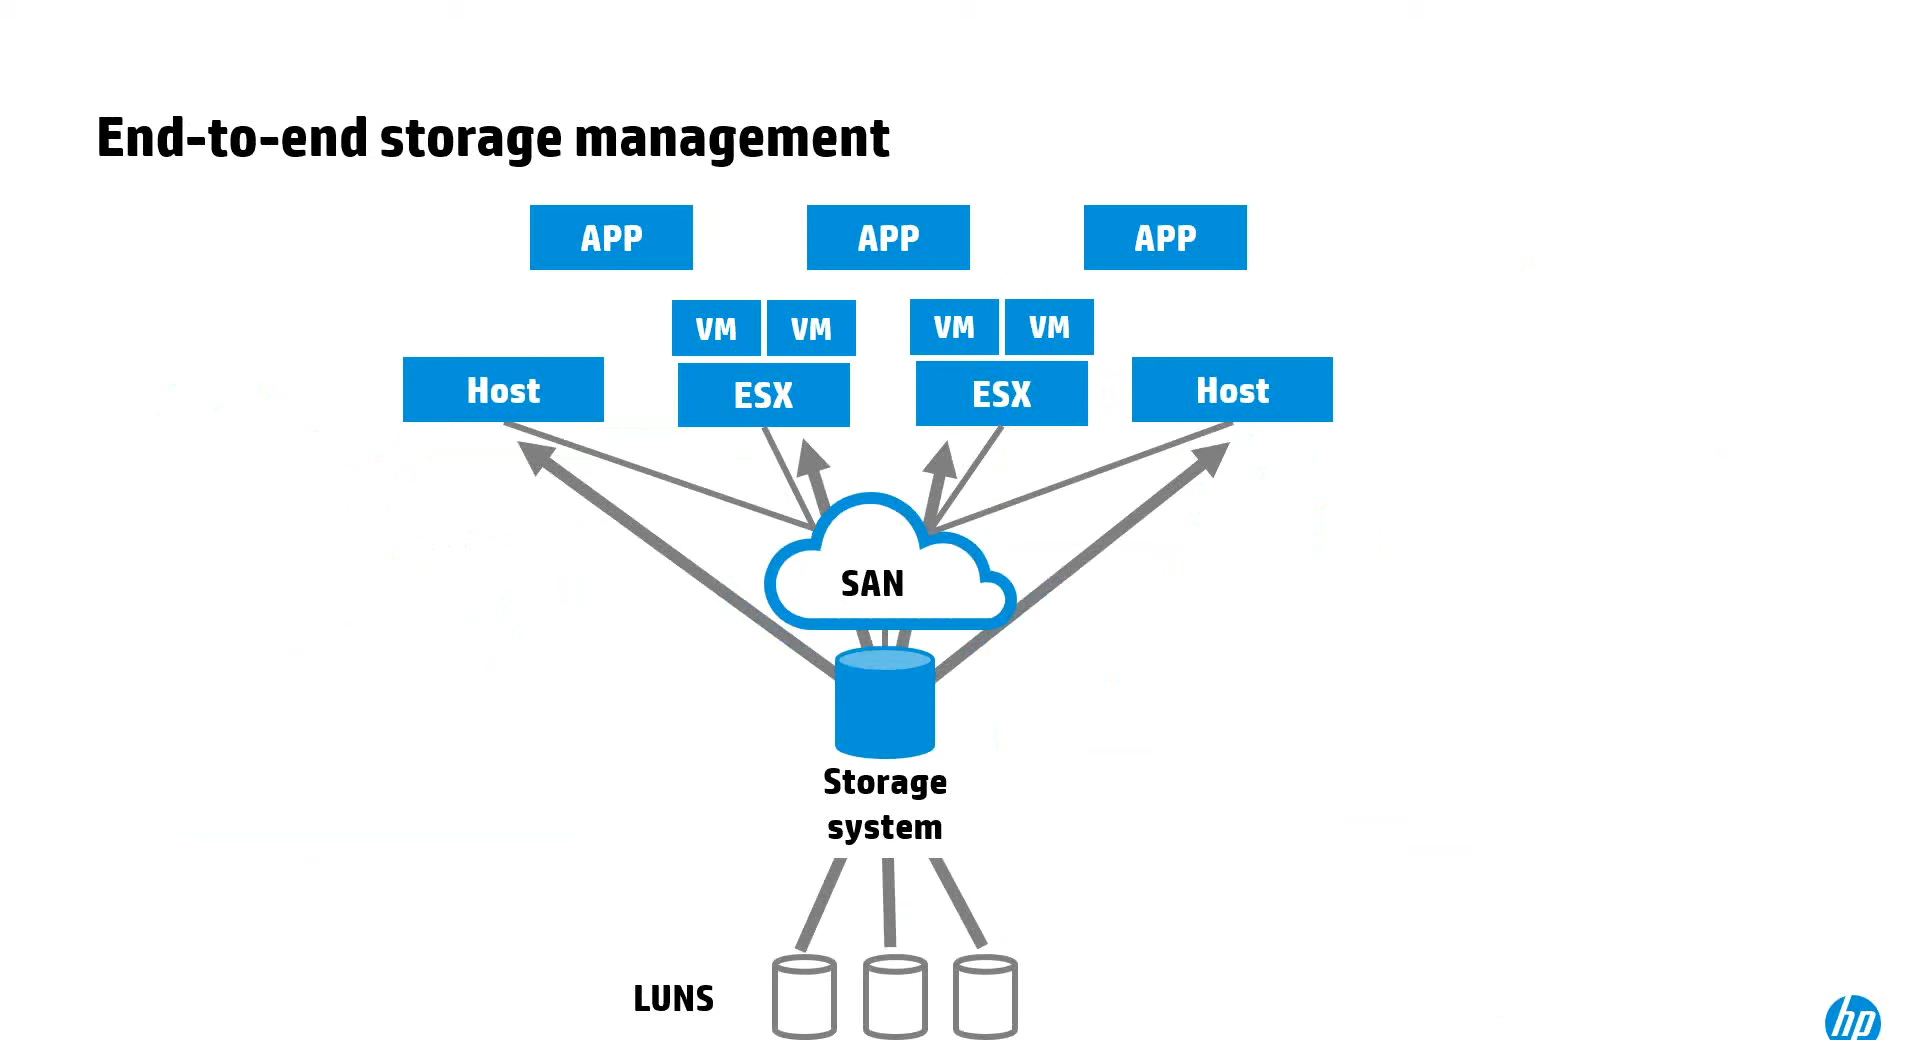 End-to-end storage management
APP
APP
APP
VM
VM
VM
VM
Host
ESX
ESX
Host
SAN
Storage
system
LUNS
hp